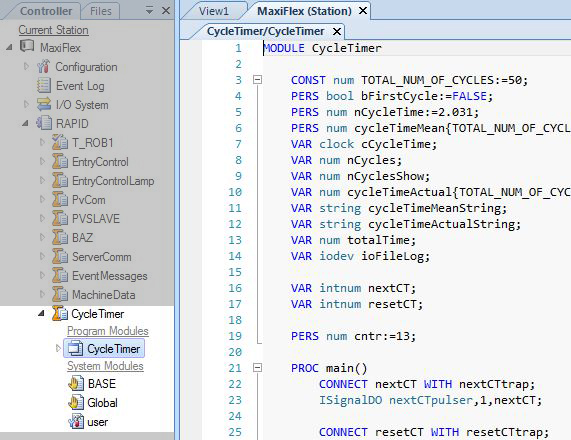 Controller Files
Current Station
MaxiFlex
Configuration
Event Log
I/O System
RAPID
T_ROB1
EntryControl
EntryControlLamp
PvCom
PVSLAVE
BAZ
ServerComm
EventMessages
MachineData
CycleTimer
Program Modules
CycleTimer
System Modules
BASE
Global
user
View1 MaxiFlex (Station)
CycleTimer/CycleTimer
1 MODULE CycleTimer
2
3 CONST num TOTAL_NUM_OF_CYCLES:=50;
4 PERS bool bFirstCycle:=FALSE;
5 PERS num nCycleTime:=2.031;
6 PERS num cycleTimeMean{TOTAL_NUM_OF_CYCL
7 VAR clock cCycleTime;
8 VAR num nCycles;
9 VAR num nCyclesShow;
10 VAR num cycleTimeActual{TOTAL_NUM_OF_CYC
11 VAR string cycleTimeMeanString;
12 VAR string cycleTimeActualString;
13 VAR num totalTime;
14 VAR iodev ioFileLog;
15
16 VAR intnum nextCT;
17 VAR intnum resetCT;
18
19 PERS num cntr:=13;
20
21 PROC main()
22 CONNECT nextCT WITH nextCTtrap;
23 ISignalDO nextCTpulser,1,nextCT;
24
25 CONNECT resetCT WITH resetCTtrap;